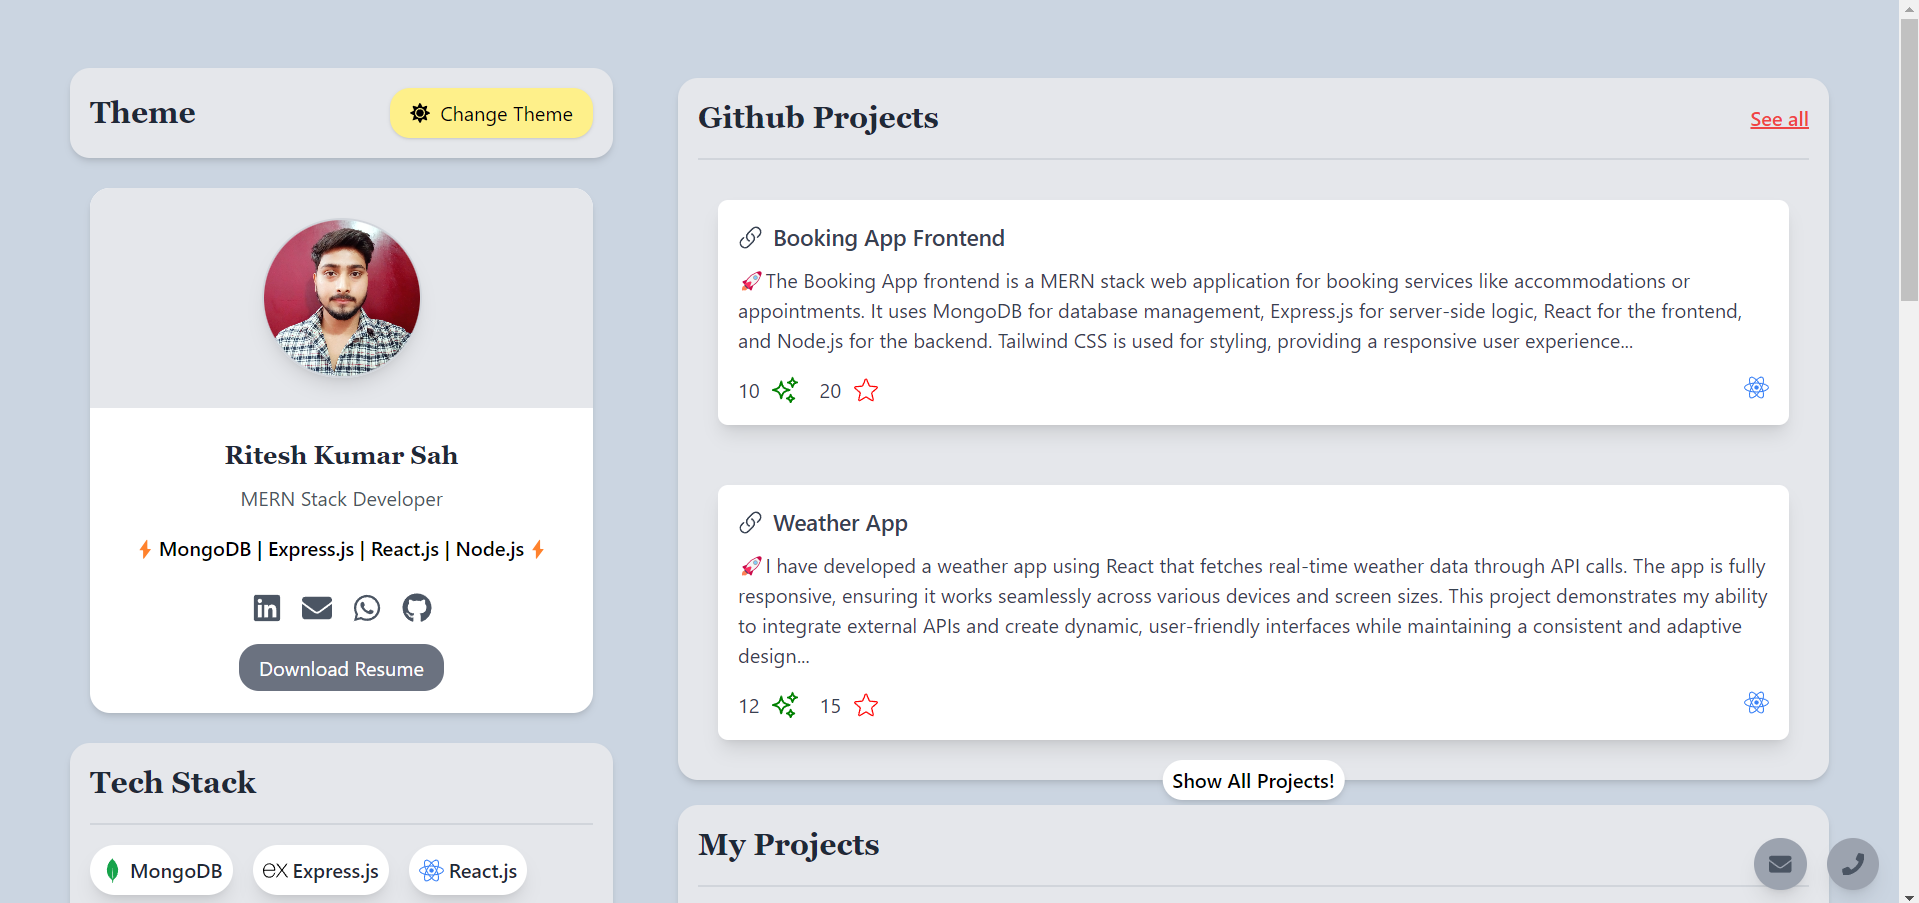 Theme
Change Theme
Ritesh Kumar Sah
MERN Stack Developer
MongoDB | Express.js | React.js | Node.js
Download Resume
Tech Stack
MongoDB
ex Express.js
React.js
Github Projects
See all
Booking App Frontend
🚀The Booking App frontend is a MERN stack web application for booking services like accommodations or
appointments. It uses MongoDB for database management, Express.js for server-side logic, React for the frontend,
and Node.js for the backend. Tailwind CSS is used for styling, providing a responsive user experience...
10 20
Weather App
🚀I have developed a weather app using React that fetches real-time weather data through API calls. The app is fully
responsive, ensuring it works seamlessly across various devices and screen sizes. This project demonstrates my ability
to integrate external APIs and create dynamic, user-friendly interfaces while maintaining a consistent and adaptive
design...
12 15
Show All Projects!
My Projects